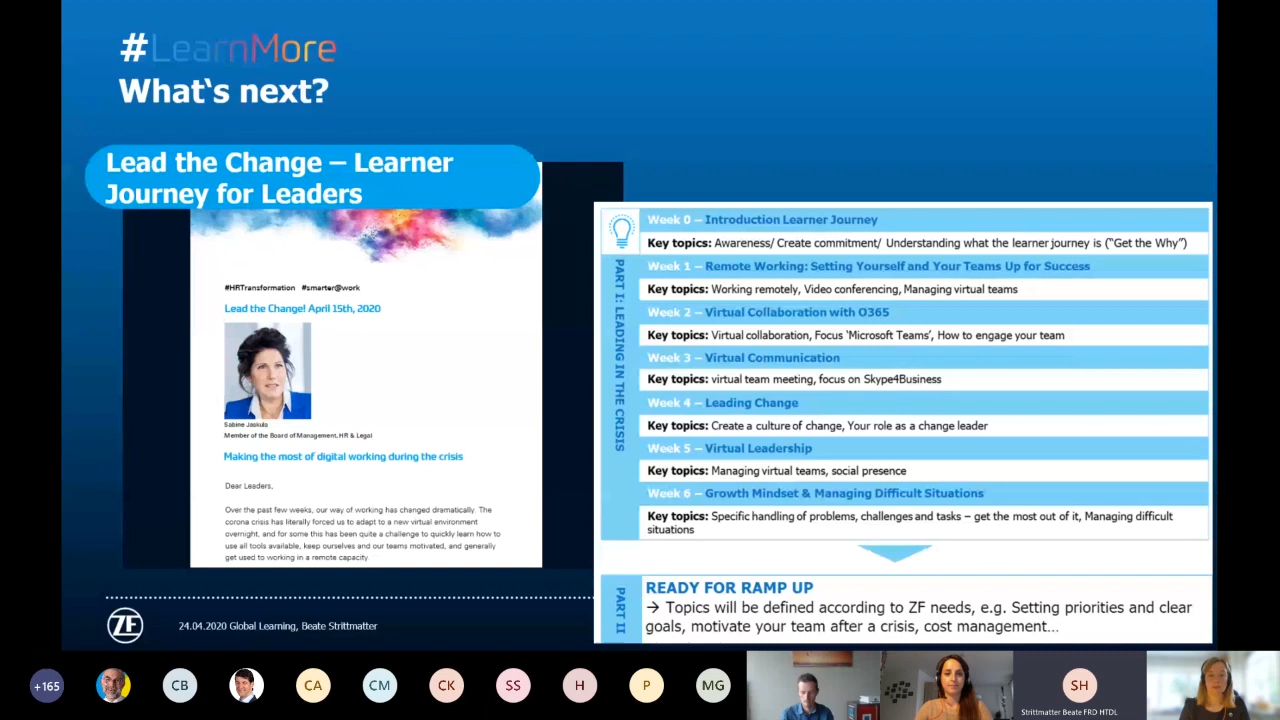 #LearnMore
What's next?
Lead the Change – Learner
Journey for Leaders
#HRTransformation #smarter@work
Lead the Change! April 15th, 2020
Sabine Jaskula
Member of the Board of Management, HR & Legal
Making the most of digital working during the crisis
Dear Leaders,
Over the past few weeks, our way of working has changed dramatically. The
corona crisis has literally forced us to adapt to a new virtual environment
overnight, and for some this has been quite a challenge to quickly learn how to
use all tools available, keep ourselves and our teams motivated, and generally
get used to working in a remote capacity.
PART I: LEADING IN THE CRISIS
Week 0 – Introduction Learner Journey
Key topics: Awareness/ Create commitment/ Understanding what the learner journey is ("Get the Why")
Week 1 – Remote Working: Setting Yourself and Your Teams Up for Success
Key topics: Working remotely, Video conferencing, Managing virtual teams
Week 2 – Virtual Collaboration with O365
Key topics: Virtual collaboration, Focus 'Microsoft Teams', How to engage your team
Week 3 – Virtual Communication
Key topics: virtual team meeting, focus on Skype4Business
Week 4 – Leading Change
Key topics: Create a culture of change, Your role as a change leader
Week 5 – Virtual Leadership
Key topics: Managing virtual teams, social presence
Week 6 – Growth Mindset & Managing Difficult Situations
Key topics: Specific handling of problems, challenges and tasks – get the most out of it, Managing difficult
situations
PART II
READY FOR RAMP UP
→ Topics will be defined according to ZF needs, e.g. Setting priorities and clear
goals, motivate your team after a crisis, cost management...
ZF
24.04.2020 Global Learning, Beate Strittmatter
+165
CB
CA
CM
CK
SS
H
P
MG
SH
Strittmatter Beate FRD HTDL